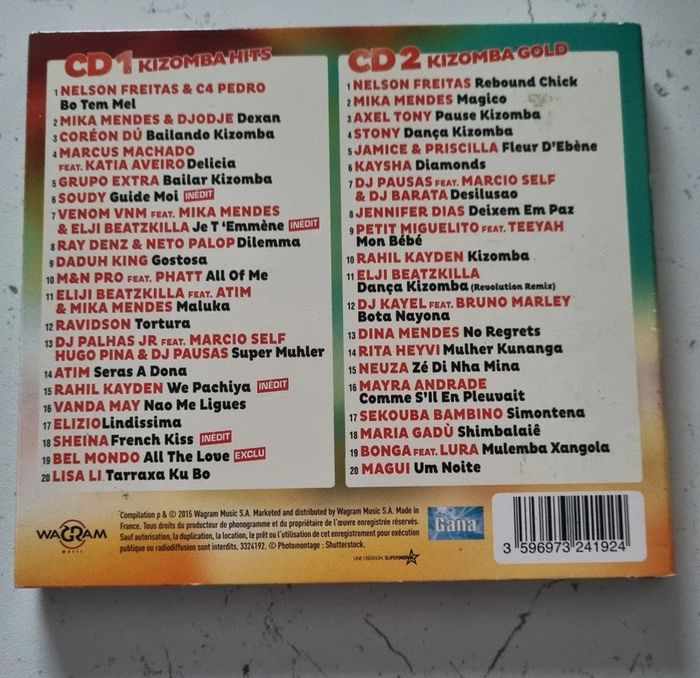 CD 1 KIZOMBA HITS
1 NELSON FREITAS & C4 PEDRO
Bo Tem Mel
2 MIKA MENDES & DJODJE Dexan
3 CORÉON DÚ Bailando Kizomba
4 MARCUS MACHADO
FEAT. KATIA AVEIRO Delicia
5 GRUPO EXTRA Bailar Kizomba
6 SOUDY Guide Moi INÉDIT
7 VENOM VNM FEAT. MIKA MENDES
& ELJI BEATZKILLA Je T'Emmène INÉDIT
8 RAY DENZ & NETO PALOP Dilemma
9 DADUH KING Gostosa
10 M&N PRO FEAT. PHATT All Of Me
11 ELIJI BEATZKILLA FEAT. ATIM
& MIKA MENDES Maluka
12 RAVIDSON Tortura
13 DJ PALHAS JR FEAT. MARCIO SELF
HUGO PINA & DJ PAUSAS Super Muhler
14 ATIM Seras A Dona
15 RAHIL KAYDEN We Pachiya INÉDIT
16 VANDA MAY Nao Me Ligues
17 ELIZIO Lindissima
18 SHEINA French Kiss INÉDIT
19 BEL MONDO All The Love EXCLU
20 LISA LI Tarraxa Ku Bo
CD 2 KIZOMBA GOLD
1 NELSON FREITAS Rebound Chick
2 MIKA MENDES Magico
3 AXEL TONY Pause Kizomba
4 STONY Dança Kizomba
5 JAMICE & PRISCILLA Fleur D'Ebène
6 KAYSHA Diamonds
7 DJ PAUSAS FEAT. MARCIO SELF
& DJ BARATA Desilusao
8 JENNIFER DIAS Deixem Em Paz
9 PETIT MIGUELITO FEAT. TEEYAH
Mon Bébé
10 RAHIL KAYDEN Kizomba
11 ELJI BEATZKILLA
Dança Kizomba (Revolution Remix)
12 DJ KAYEL FEAT. BRUNO MARLEY
Bota Nayona
13 DINA MENDES No Regrets
14 RITA HEYVI Mulher Kunanga
15 NEUZA Zé Di Nha Mina
16 MAYRA ANDRADE
Comme S'Il En Pleuvait
17 SEKOUBA BAMBINO Simontena
18 MARIA GADÙ Shimbalaiê
19 BONGA FEAT. LURA Mulemba Xangola
20 MAGUI Um Noite
WAGRAM
MUSIC
Compilation p & © 2015 Wagram Music S.A. Marketed and distributed by Wagram Music S.A. Made in
France. Tous droits du producteur de phonogramme et du propriétaire de l'œuvre enregistrée réservés.
Sauf autorisation, la duplication, la location, le prêt ou l'utilisation de cet enregistrement pour exécution
publique ou radiodiffusion sont interdits. 3324192. © Photomontage : Shutterstock.
UNE CRÉATION SUPERNOVA
Gana
3 596973 241924